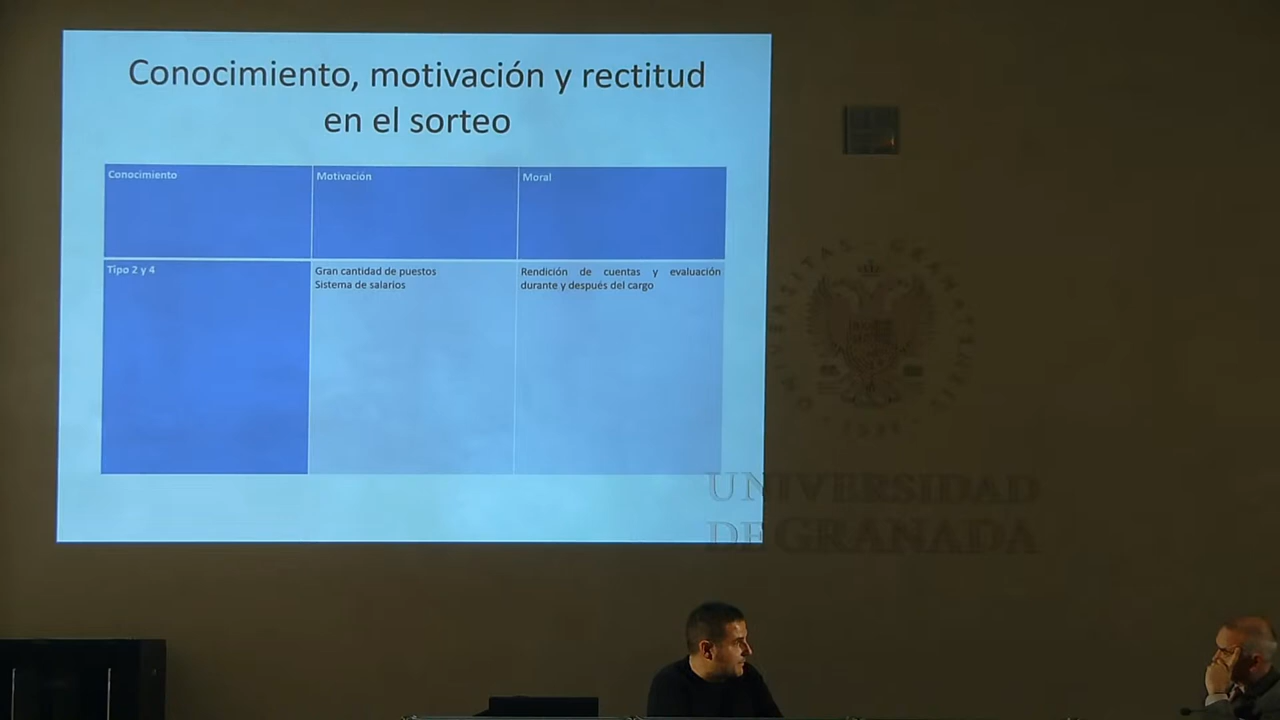 Conocimiento, motivación y rectitud
en el sorteo
Conocimiento
Motivación
Moral
Tipo 2 y 4
Gran cantidad de puestos
Sistema de salarios
Rendición de cuentas y evaluación
durante y después del cargo
UNIVERSIDAD
DE GRANADA